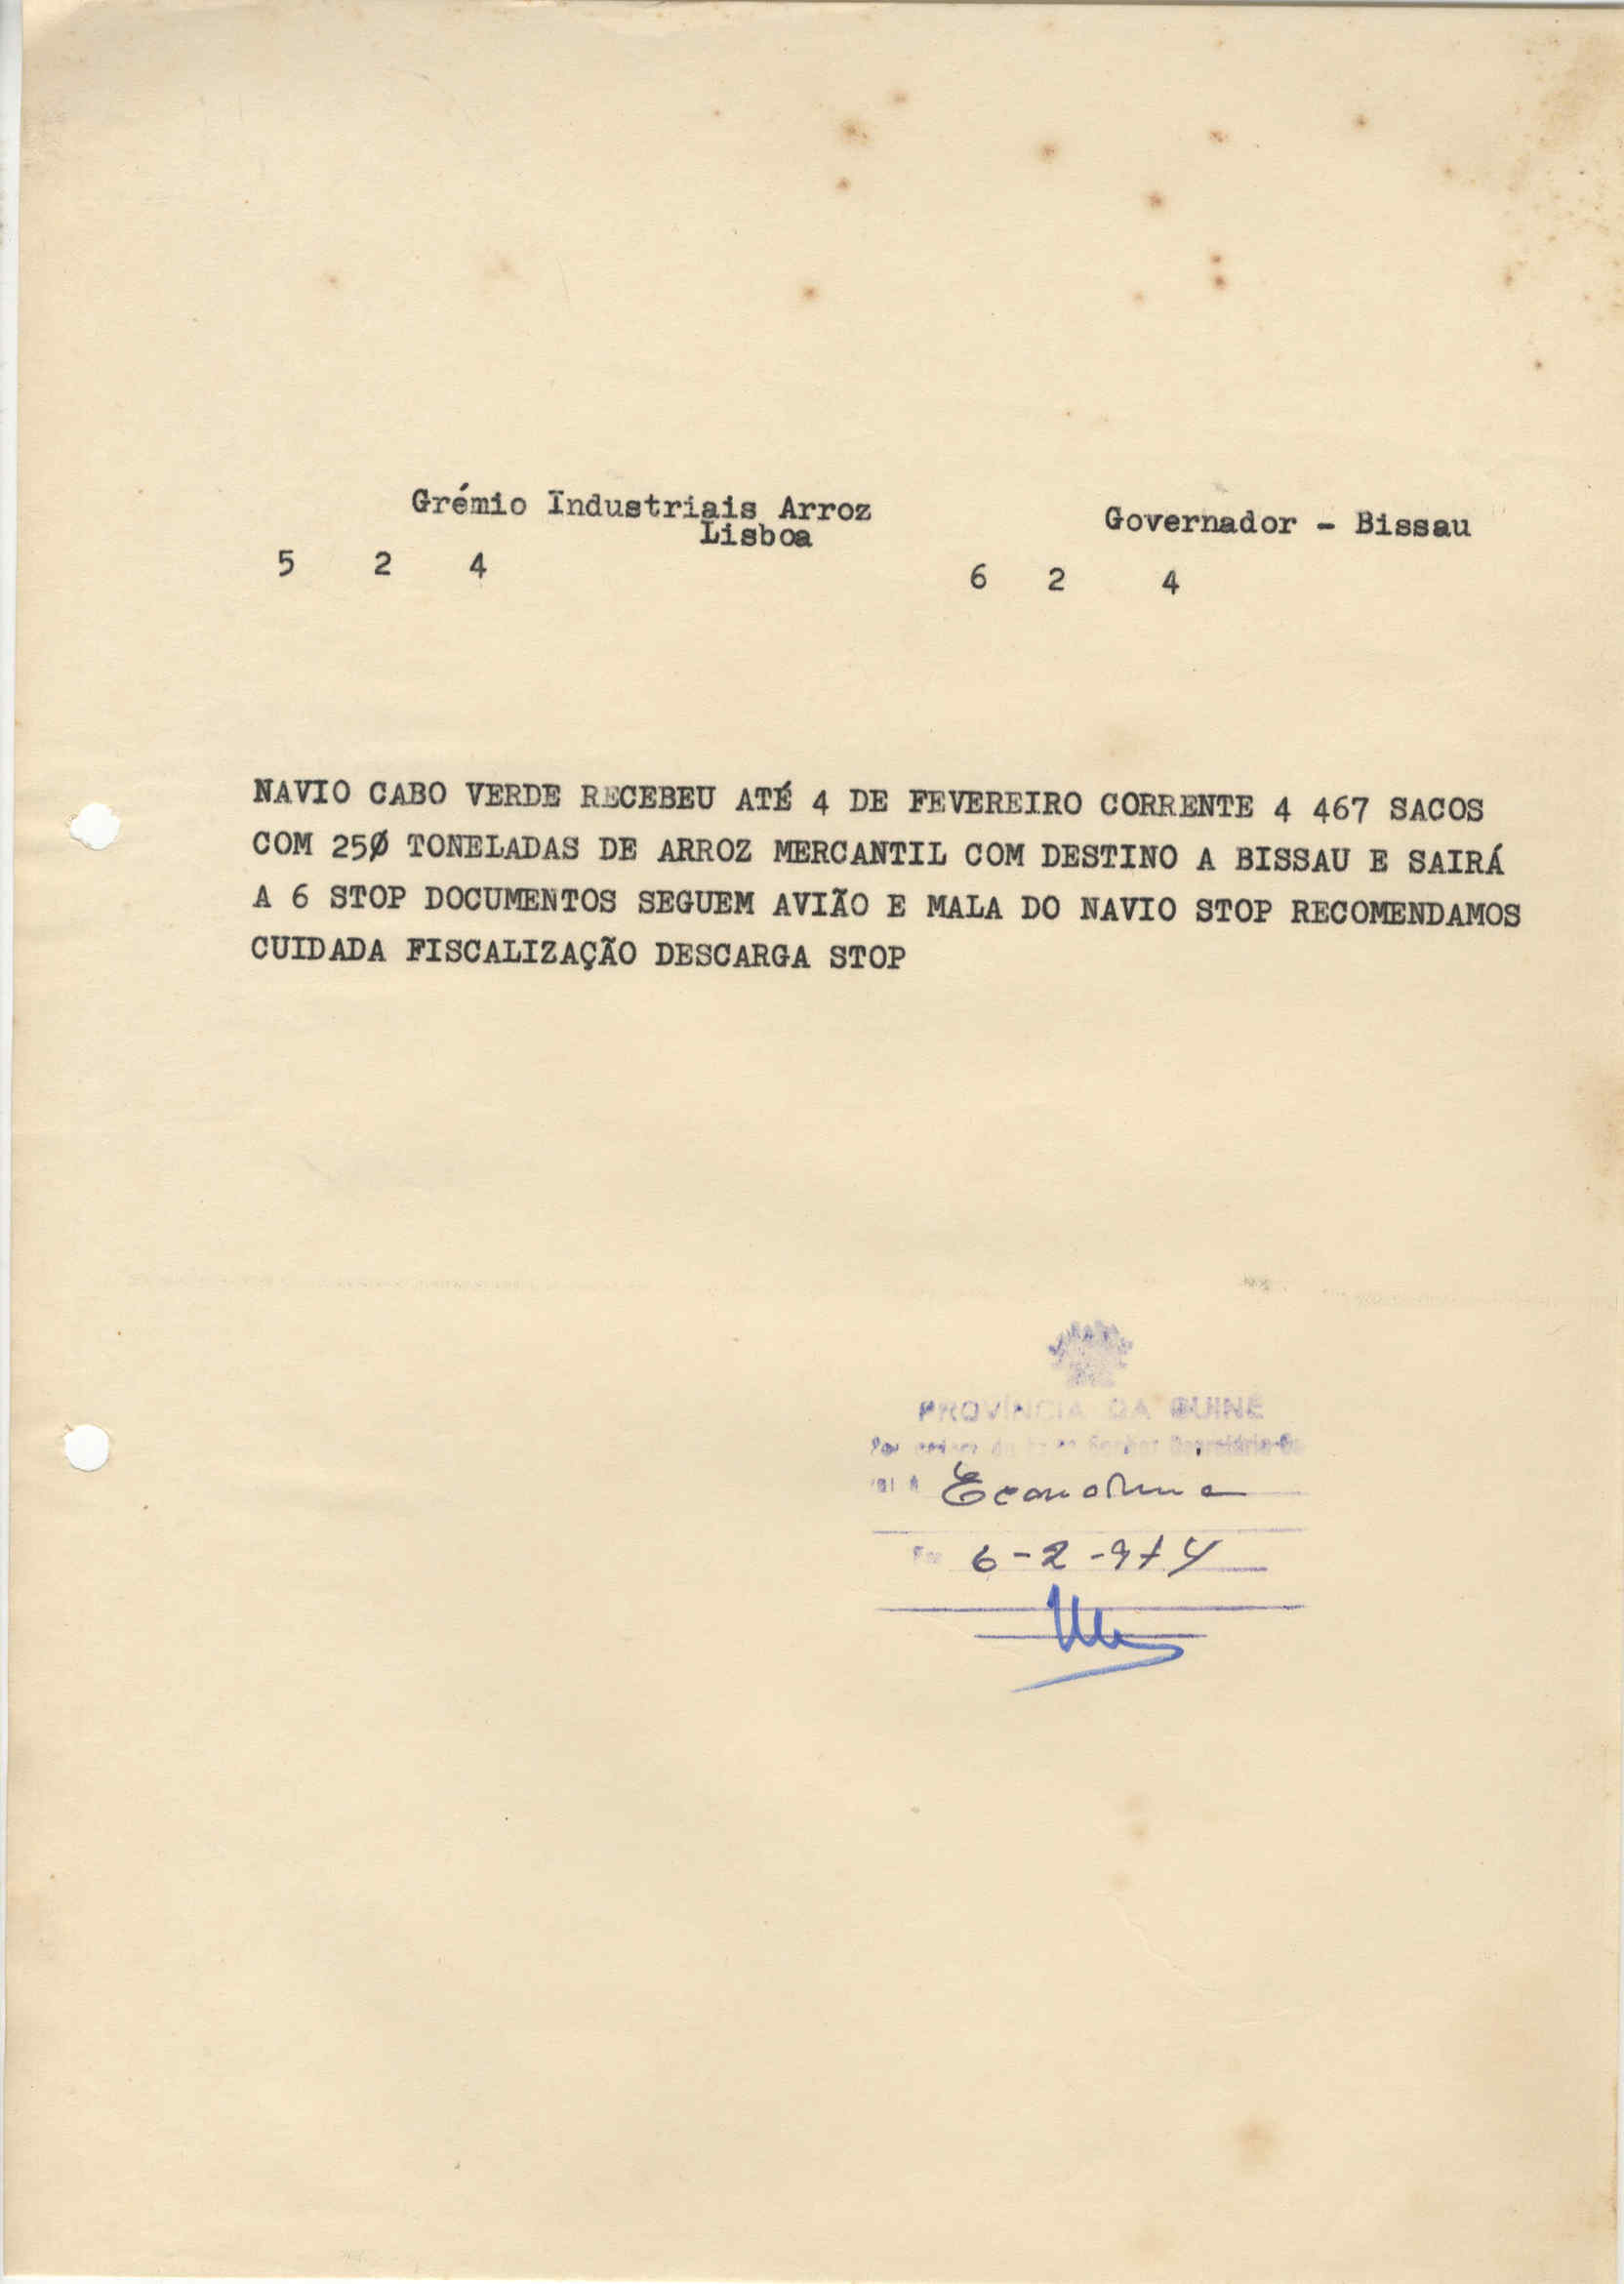 Grémio Industriais Arroz
Lisboa
Governador - Bissau
5 2 4
6 2 4
NAVIO CABO VERDE RECEBEU ATÉ 4 DE FEVEREIRO CORRENTE 4 467 SACOS
COM 25Ø TONELADAS DE ARROZ MERCANTIL COM DESTINO A BISSAU E SAIRÁ
A 6 STOP DOCUMENTOS SEGUEM AVIÃO E MALA DO NAVIO STOP RECOMENDAMOS
CUIDADA FISCALIZAÇÃO DESCARGA STOP
PROVÍNCIA DA GUINÉ
Economia
6-2-974